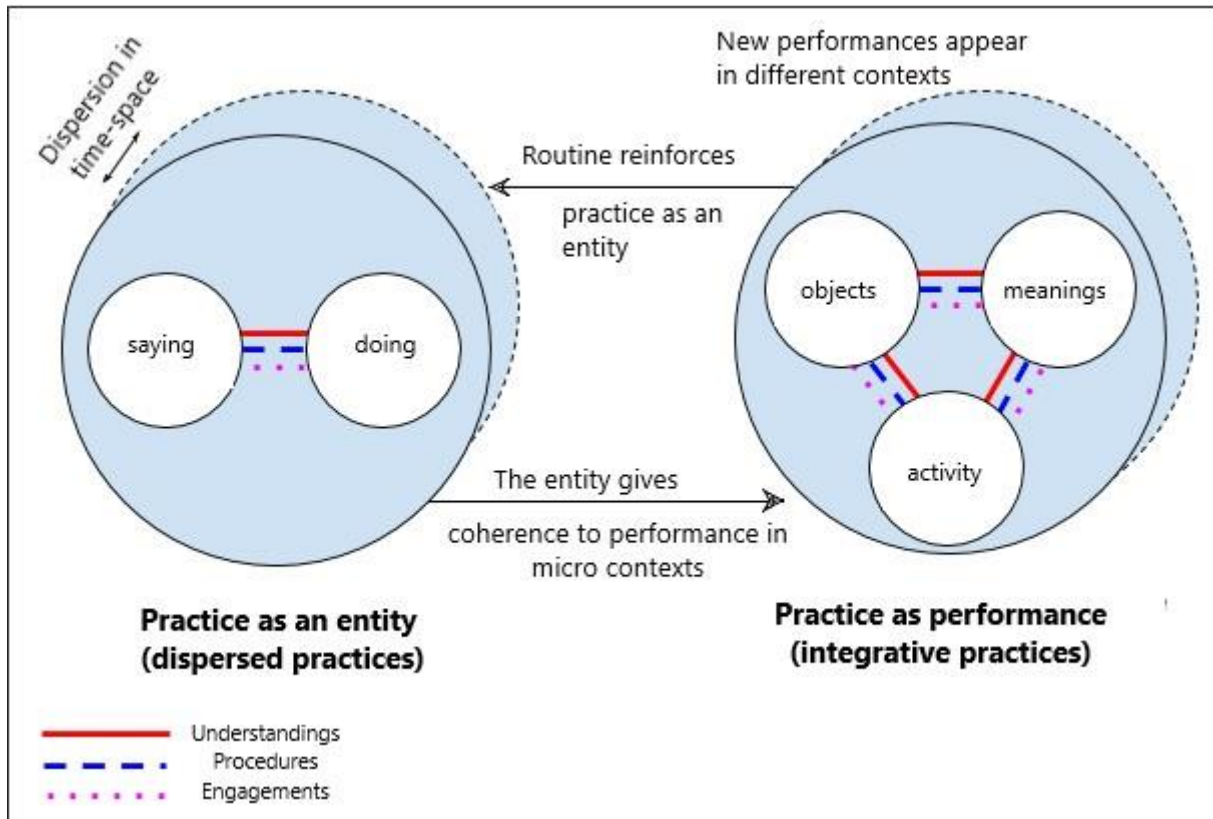 Dispersion in
time-space
New performances appear
in different contexts
Routine reinforces
practice as an
entity
saying
doing
objects
meanings
activity
The entity gives
coherence to performance in
micro contexts
Practice as an entity
(dispersed practices)
Practice as performance
(integrative practices)
Understandings
Procedures
Engagements